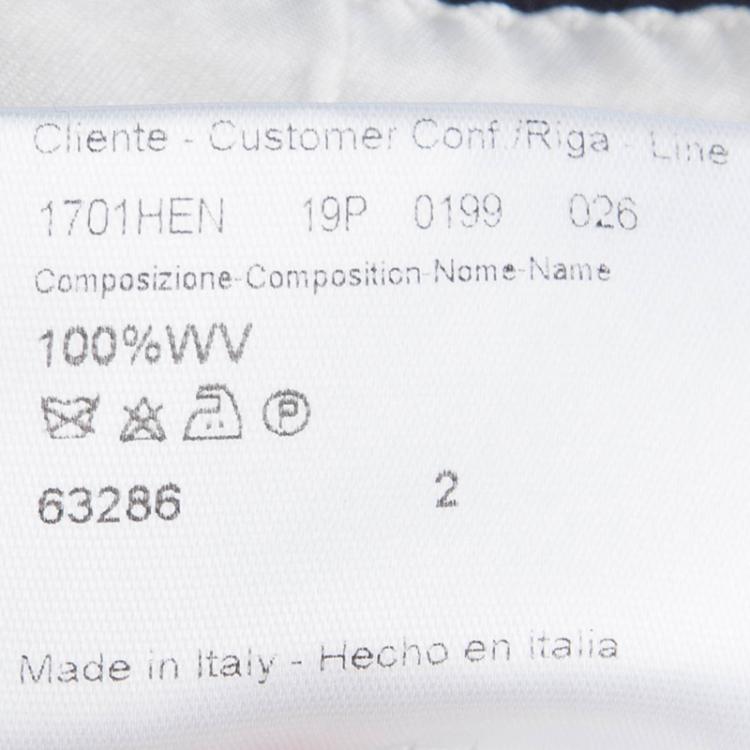 Cliente - Customer Conf./Riga - Line
1701HEN 19P 0199 026
Composizione-Composition-Nome-Name
100%WV
P
63286 2
Made in Italy - Hecho en italia